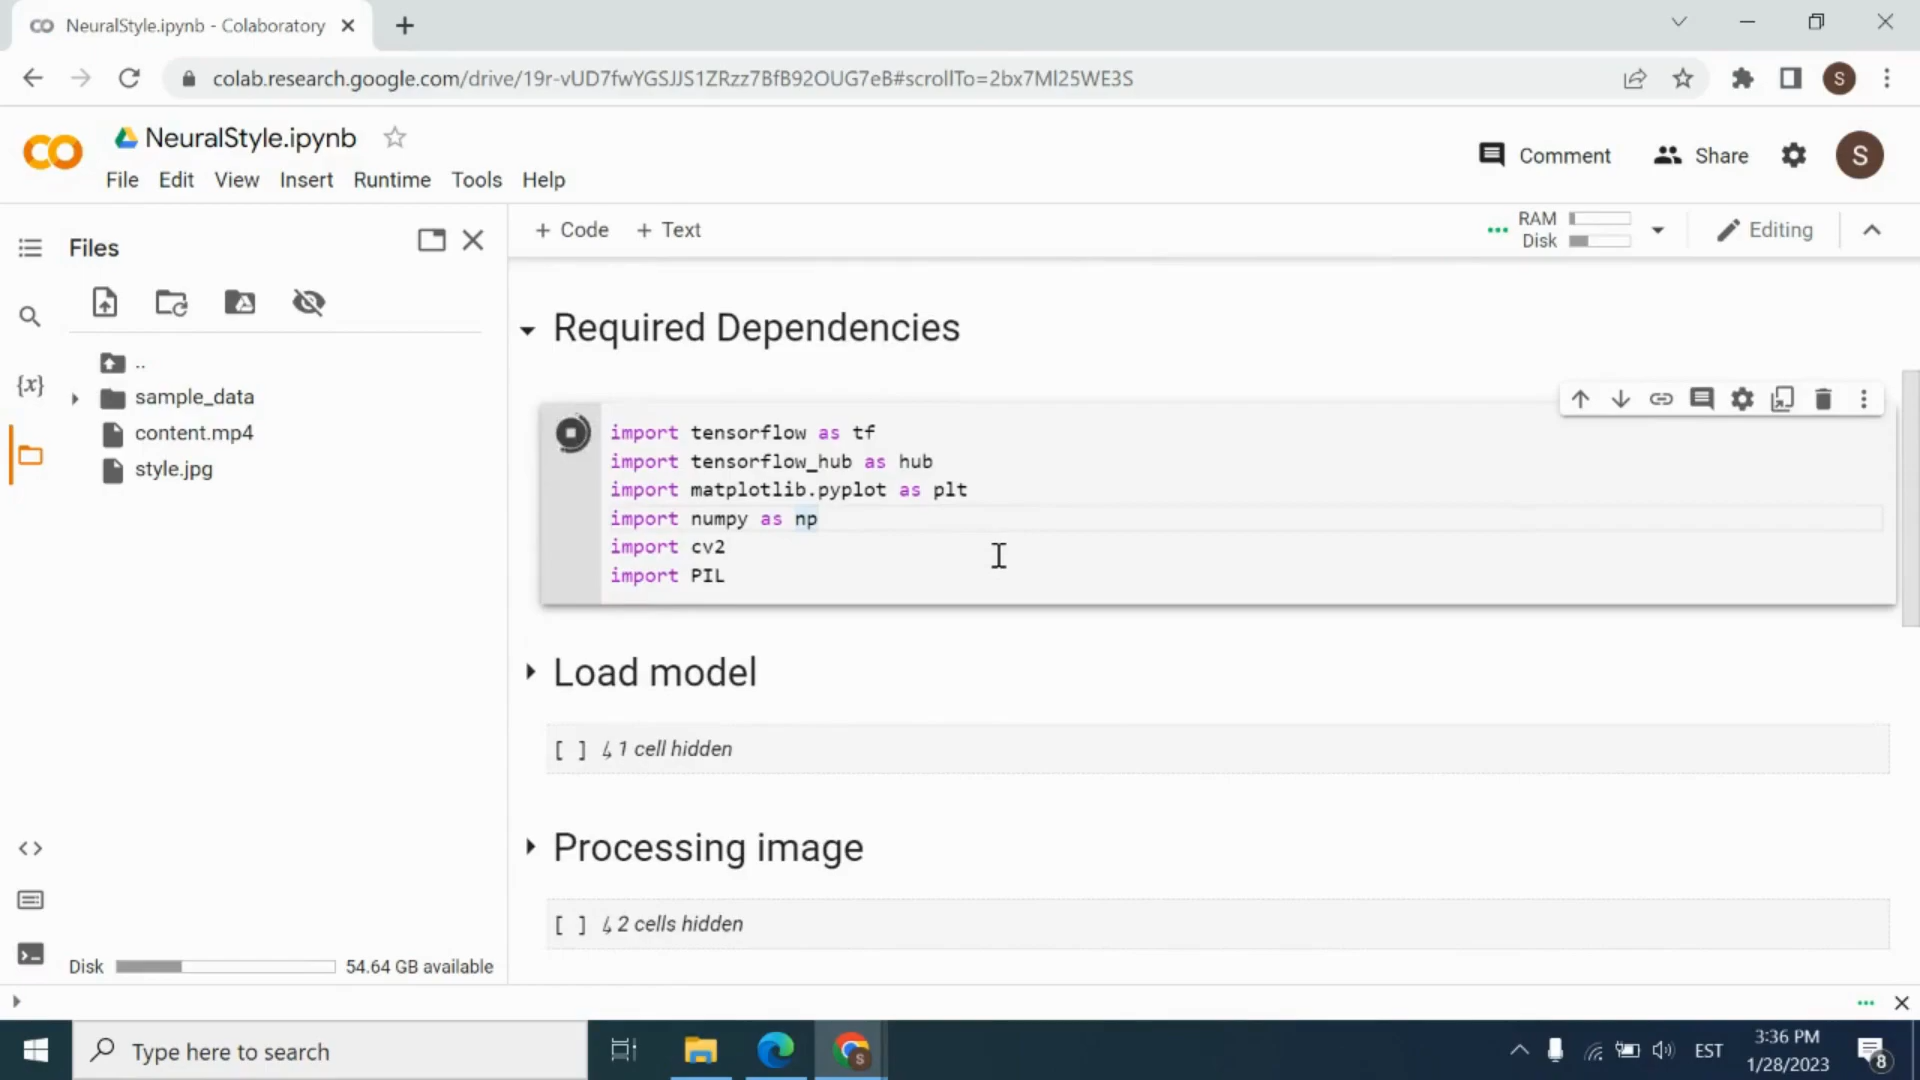 NeuralStyle.ipynb - Colaboratory
colab.research.google.com/drive/19r-vUD7fwYGSJJS1ZRzz7BfB92OUG7eB#scrollTo=2bx7Ml25WE3S
S
NeuralStyle.ipynb
File Edit View Insert Runtime Tools Help
Comment Share S
Files
+ Code + Text
RAM
Disk
Editing
..
sample_data
content.mp4
style.jpg
{x}
Required Dependencies
import tensorflow as tf
import tensorflow_hub as hub
import matplotlib.pyplot as plt
import numpy as np
import cv2
import PIL
Load model
[ ] ↳ 1 cell hidden
Processing image
[ ] ↳ 2 cells hidden
Disk 54.64 GB available
Type here to search
S
EST
3:36 PM
1/28/2023
8